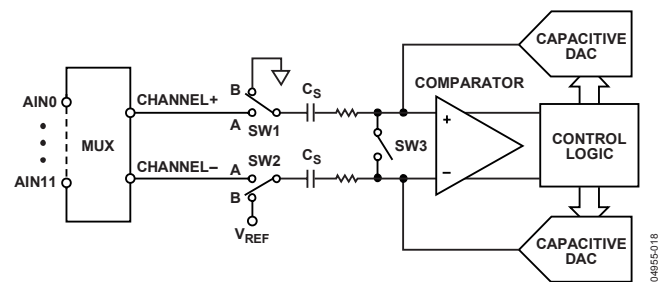 CAPACITIVE
DAC
B
CS
COMPARATOR
AIN0
CHANNEL+
A
SW1
+
MUX
SW3
CONTROL
LOGIC
CHANNEL–
A
SW2
CS
–
AIN11
B
VREF
CAPACITIVE
DAC
04955-018